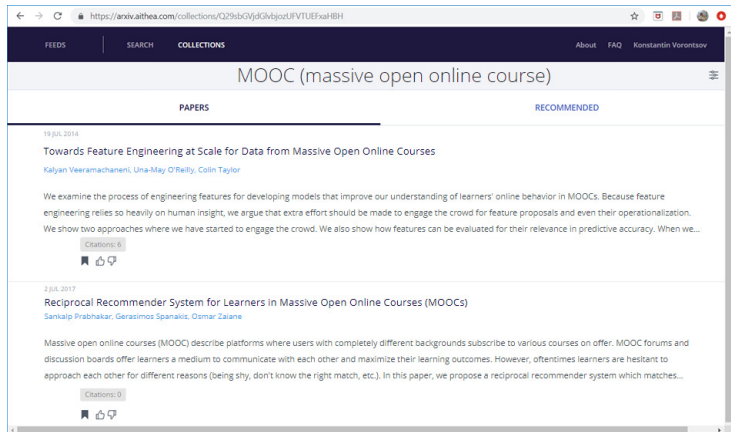 https://arxiv.aithea.com/collections/Q29sbGVjdGlvbjozUFVTUEFxaHBH
FEEDS SEARCH COLLECTIONS About FAQ Konstantin Vorontsov
MOOC (massive open online course)
PAPERS RECOMMENDED
19 JUL 2014
Towards Feature Engineering at Scale for Data from Massive Open Online Courses
Kalyan Veeramachaneni, Una-May O'Reilly, Colin Taylor
We examine the process of engineering features for developing models that improve our understanding of learners' online behavior in MOOCs. Because feature
engineering relies so heavily on human insight, we argue that extra effort should be made to engage the crowd for feature proposals and even their operationalization.
We show two approaches where we have started to engage the crowd. We also show how features can be evaluated for their relevance in predictive accuracy. When we...
Citations: 6
2 JUL 2017
Reciprocal Recommender System for Learners in Massive Open Online Courses (MOOCs)
Sankalp Prabhakar, Gerasimos Spanakis, Osmar Zaiane
Massive open online courses (MOOC) describe platforms where users with completely different backgrounds subscribe to various courses on offer. MOOC forums and
discussion boards offer learners a medium to communicate with each other and maximize their learning outcomes. However, oftentimes learners are hesitant to
approach each other for different reasons (being shy, don't know the right match, etc.). In this paper, we propose a reciprocal recommender system which matches...
Citations: 0